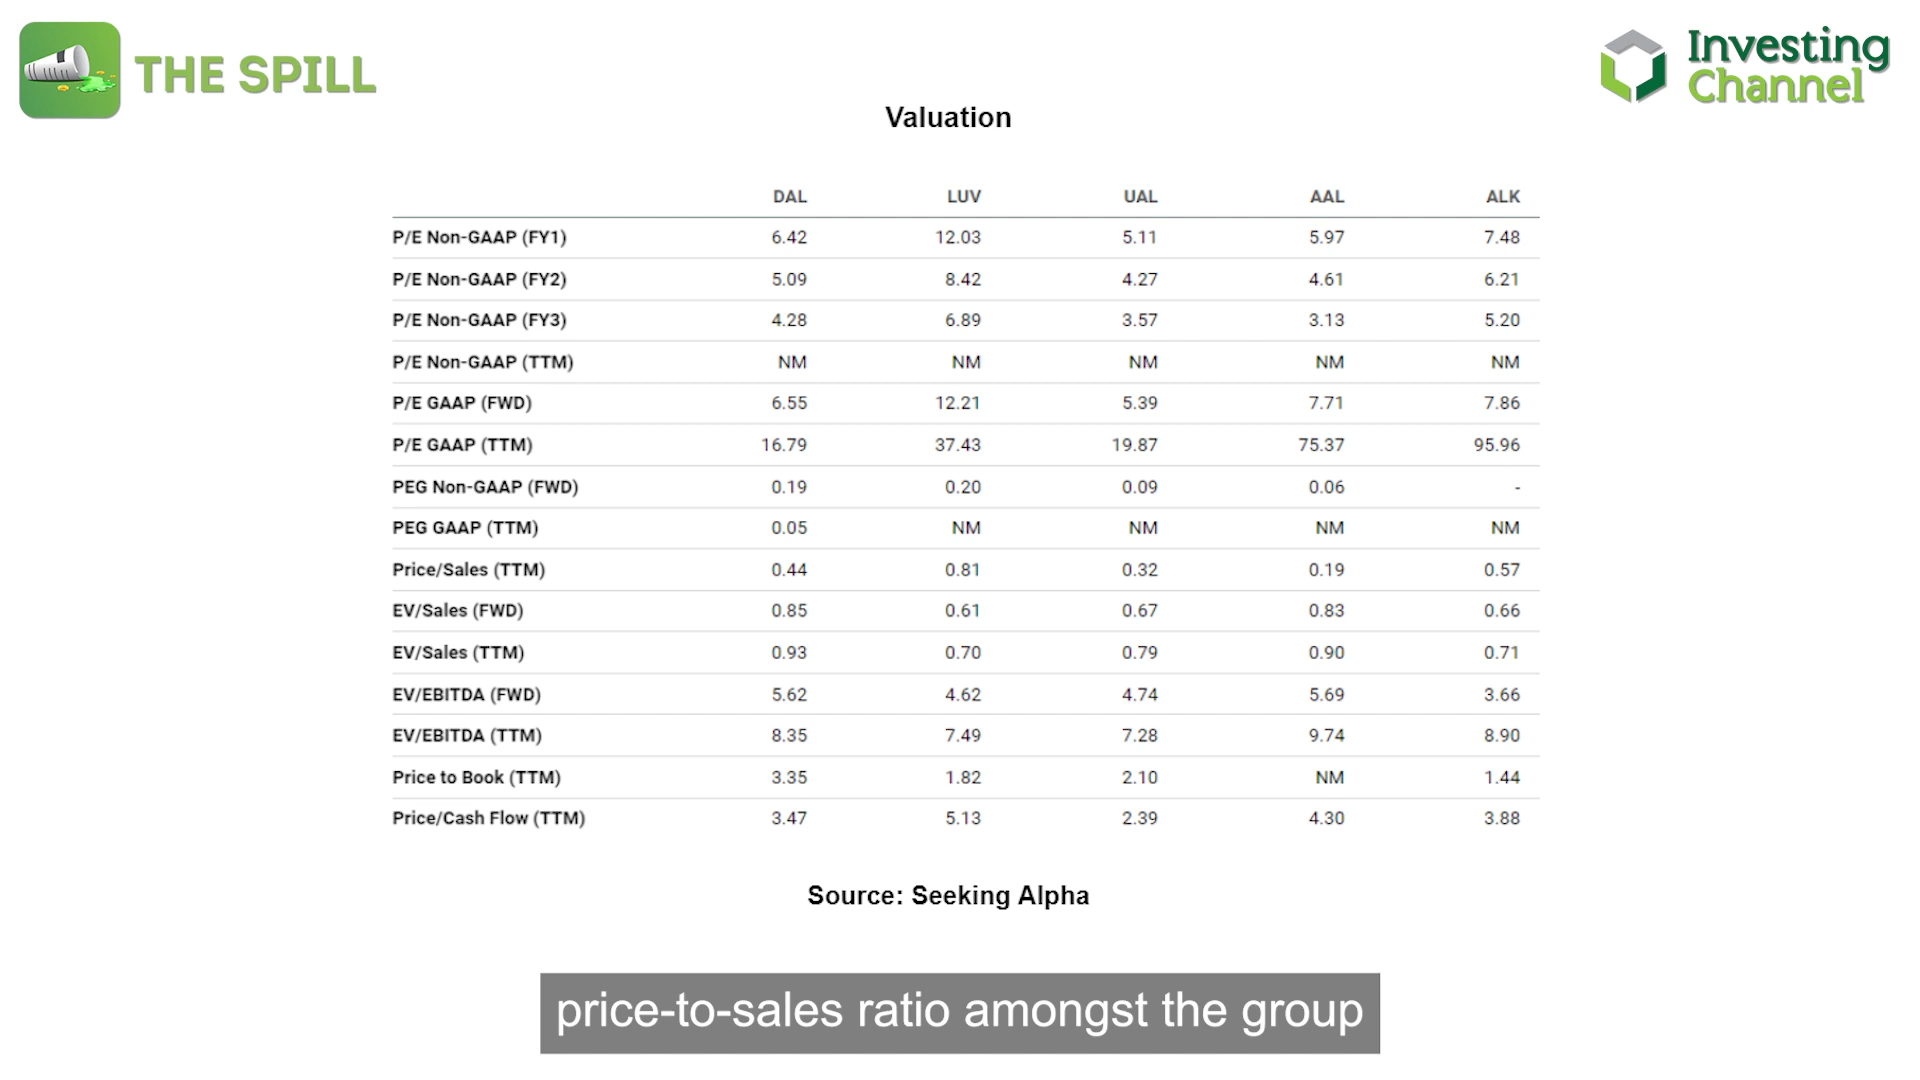 THE SPILL
Investing
Channel
Valuation
DAL LUV UAL AAL ALK
P/E Non-GAAP (FY1) 6.42 12.03 5.11 5.97 7.48
P/E Non-GAAP (FY2) 5.09 8.42 4.27 4.61 6.21
P/E Non-GAAP (FY3) 4.28 6.89 3.57 3.13 5.20
P/E Non-GAAP (TTM) NM NM NM NM NM
P/E GAAP (FWD) 6.55 12.21 5.39 7.71 7.86
P/E GAAP (TTM) 16.79 37.43 19.87 75.37 95.96
PEG Non-GAAP (FWD) 0.19 0.20 0.09 0.06 -
PEG GAAP (TTM) 0.05 NM NM NM NM
Price/Sales (TTM) 0.44 0.81 0.32 0.19 0.57
EV/Sales (FWD) 0.85 0.61 0.67 0.83 0.66
EV/Sales (TTM) 0.93 0.70 0.79 0.90 0.71
EV/EBITDA (FWD) 5.62 4.62 4.74 5.69 3.66
EV/EBITDA (TTM) 8.35 7.49 7.28 9.74 8.90
Price to Book (TTM) 3.35 1.82 2.10 NM 1.44
Price/Cash Flow (TTM) 3.47 5.13 2.39 4.30 3.88
Source: Seeking Alpha
price-to-sales ratio amongst the group